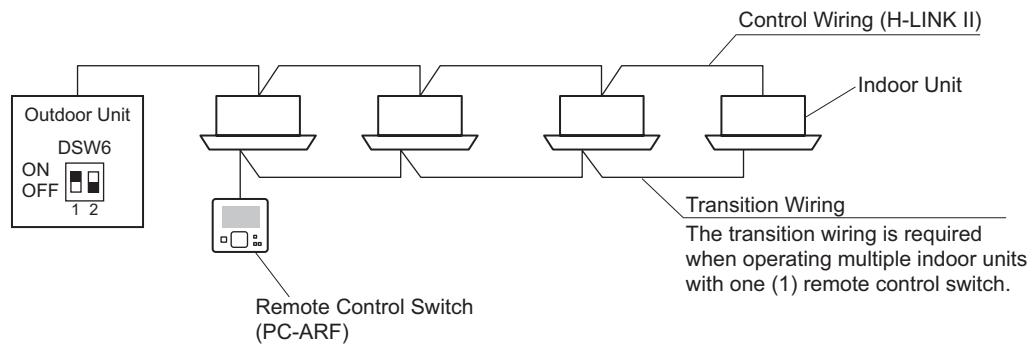 Control Wiring (H-LINK II)
Outdoor Unit
DSW6
ON
OFF
1 2
Indoor Unit
Transition Wiring
The transition wiring is required
when operating multiple indoor units
with one (1) remote control switch.
Remote Control Switch
(PC-ARF)